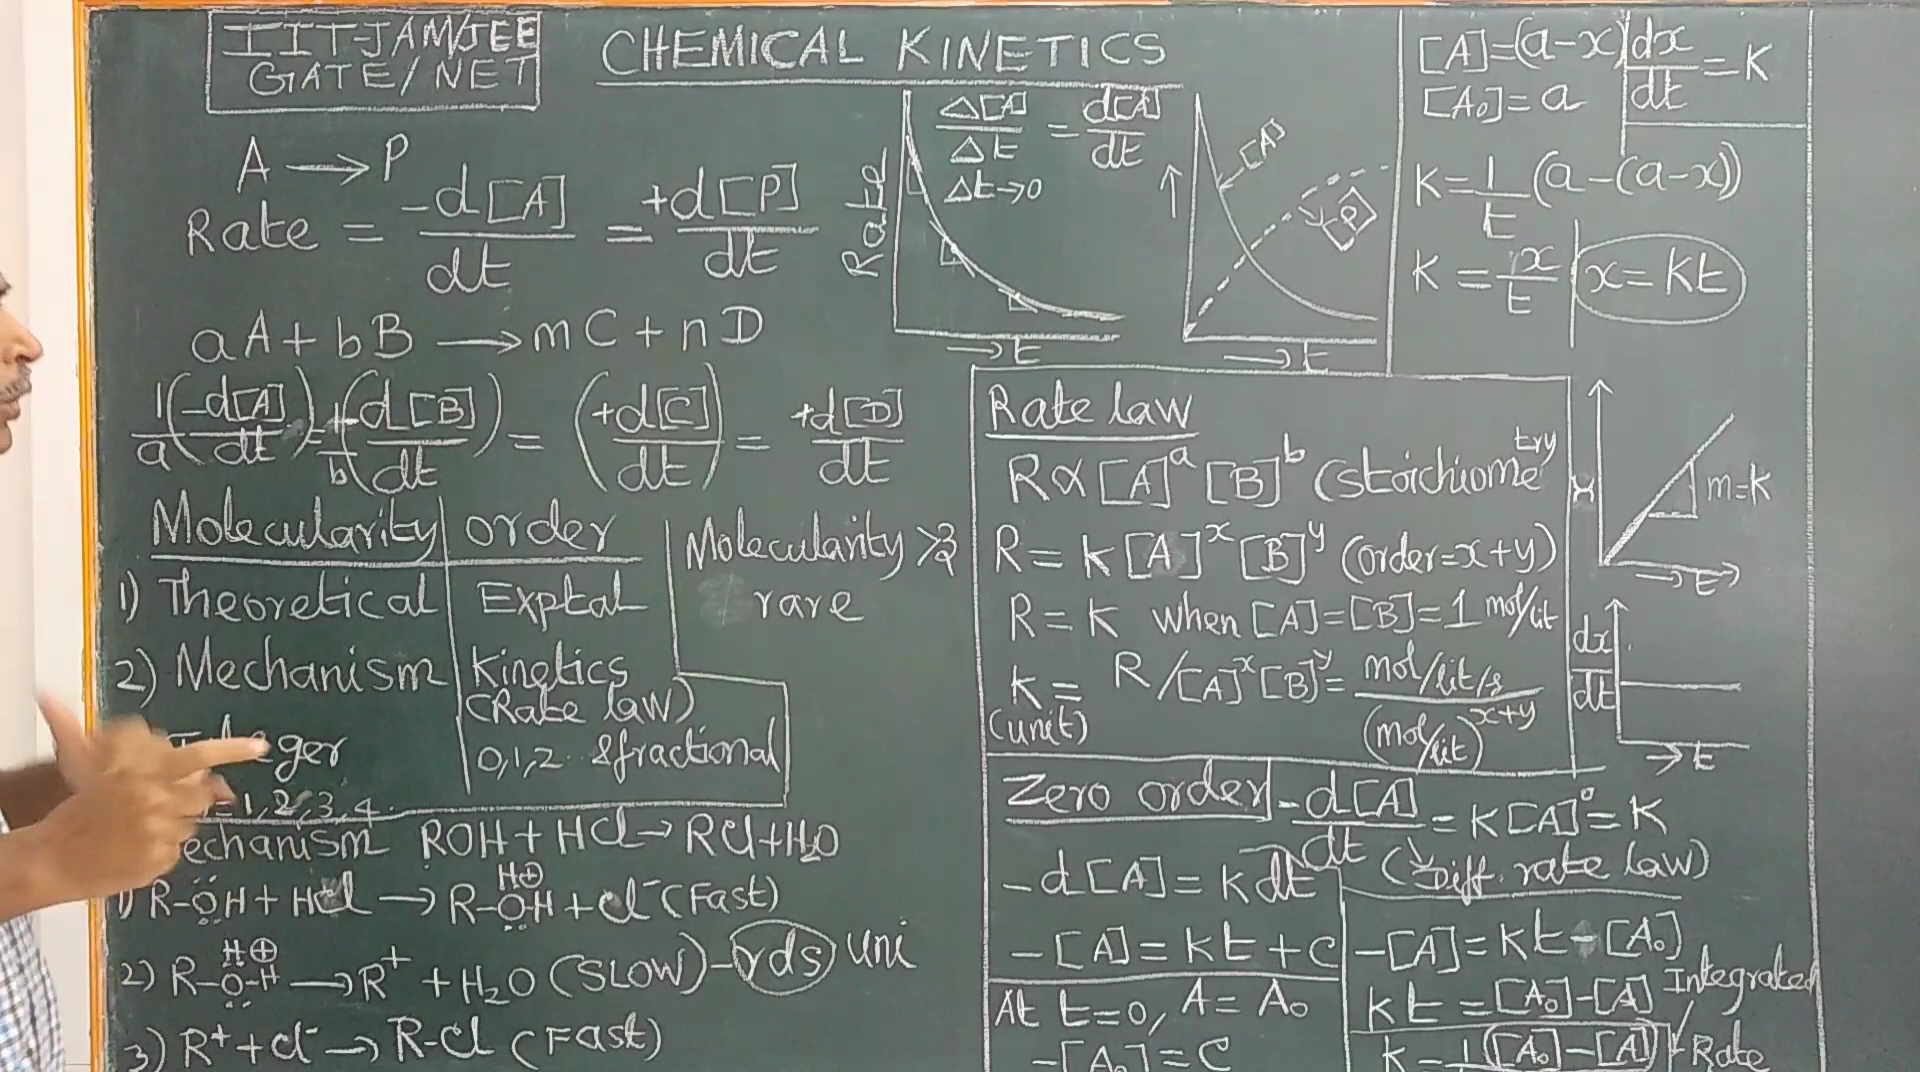 IIT-JAM/JEE
GATE/NET
CHEMICAL KINETICS
A → P
Rate = -d[A]/dt = +d[P]/dt
aA + bB → mC + nD
1/a(-d[A]/dt) = 1/b(-d[B]/dt) = (+d[C]/dt) = +d[D]/dt
Molecularity | order
1) Theoretical | Exptal
2) Mechanism | Kinetics
(Rate law)
ger | 0,1,2.. & fractional
=1,2,3,4.
Molecularity >3
rare
echanism ROH + HCl → RCl + H2O
1) R-ÖH + HCl → R-OH + Cl⁻ (Fast)
H⊕
2) R-O-H → R⁺ + H2O (SLOW) - rds uni
H⊕
3) R⁺ + Cl⁻ → R-Cl (Fast)
Rate
Δ[A]/Δt = d[A]/dt
Δt→0
→ t
[A]
[P]
→ t
[A]=(a-x)
[A₀]=a
dx/dt = K
K = 1/t (a-(a-x))
K = x/t
x = Kt
Rate law
R ∝ [A]^a [B]^b (stoichiometry
R = K [A]^x [B]^y (order=x+y)
R = K when [A]=[B]=1 mol/lit
K = R/[A]^x[B]^y = mol/lit/s / (mol/lit)^x+y
(unit)
x
m=K
→ t
dx/dt
→ t
Zero order -d[A]/dt = K[A]⁰ = K
(Diff. rate law)
-d[A] = Kdt
-[A] = Kt + C
At t=0, A = A₀
-[A₀] = C
-[A] = Kt - [A₀]
Kt = [A₀]-[A]
K = 1/t ([A₀]-[A])
Integrated
Rate